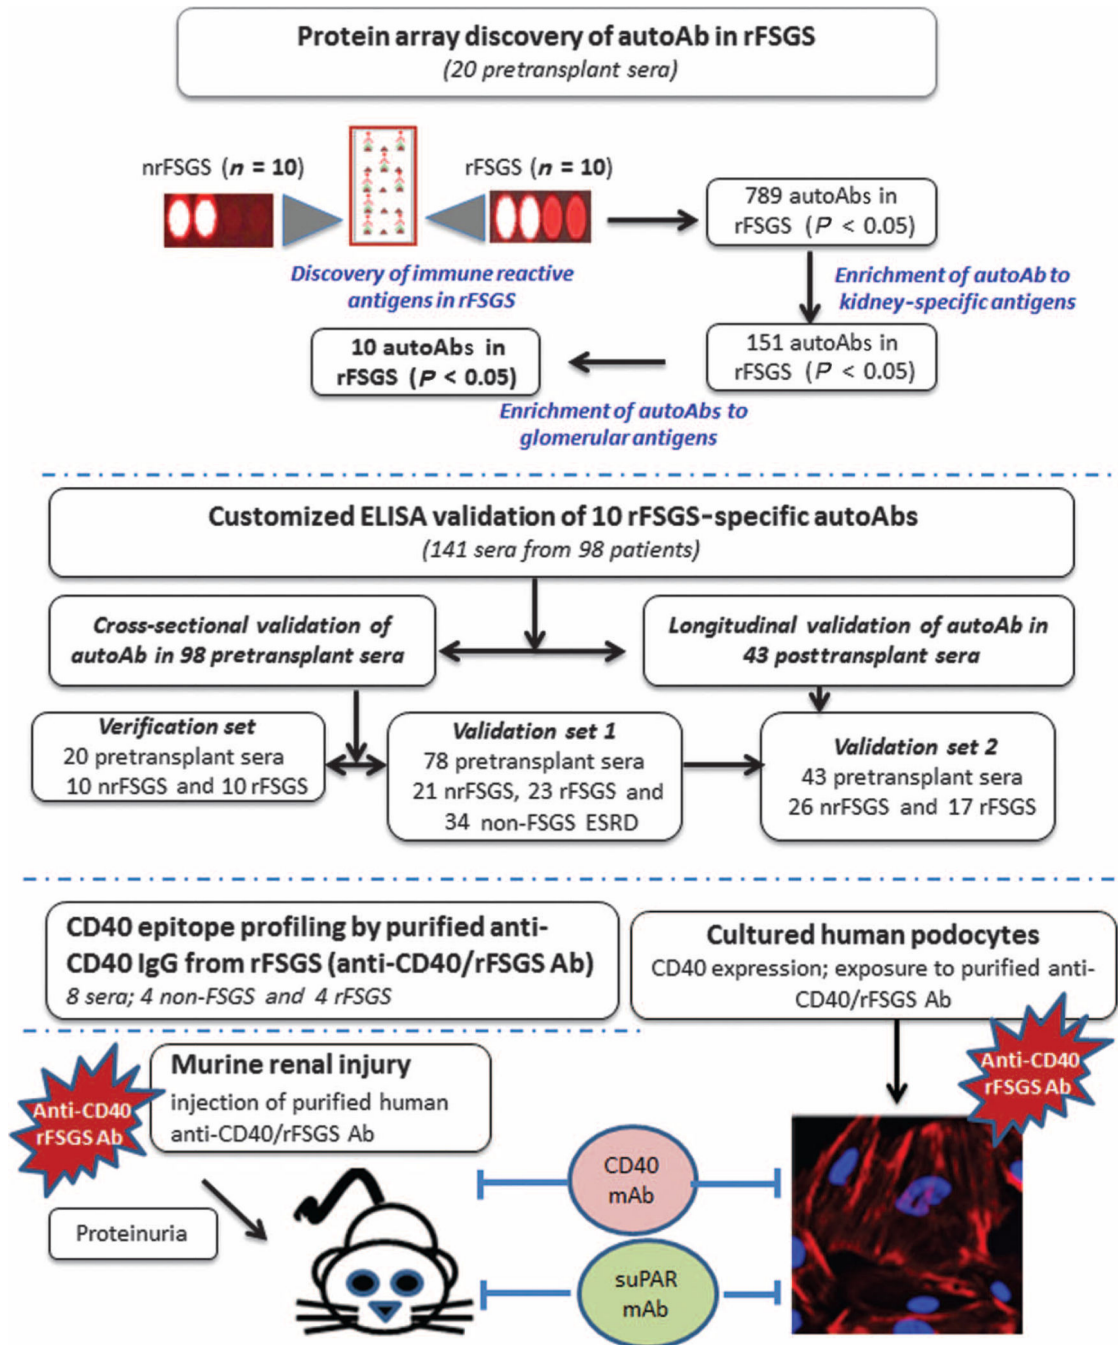 Protein array discovery of autoAb in rFSGS
(20 pretransplant sera)
nrFSGS (n = 10)
rFSGS (n = 10)
789 autoAbs in
rFSGS (P < 0.05)
Discovery of immune reactive
antigens in rFSGS
Enrichment of autoAb to
kidney-specific antigens
10 autoAbs in
rFSGS (P < 0.05)
151 autoAbs in
rFSGS (P < 0.05)
Enrichment of autoAbs to
glomerular antigens
Customized ELISA validation of 10 rFSGS-specific autoAbs
(141 sera from 98 patients)
Cross-sectional validation of
autoAb in 98 pretransplant sera
Longitudinal validation of autoAb in
43 posttransplant sera
Verification set
20 pretransplant sera
10 nrFSGS and 10 rFSGS
Validation set 1
78 pretransplant sera
21 nrFSGS, 23 rFSGS and
34 non-FSGS ESRD
Validation set 2
43 pretransplant sera
26 nrFSGS and 17 rFSGS
CD40 epitope profiling by purified anti-
CD40 IgG from rFSGS (anti-CD40/rFSGS Ab)
8 sera; 4 non-FSGS and 4 rFSGS
Cultured human podocytes
CD40 expression; exposure to purified anti-
CD40/rFSGS Ab
Anti-CD40
rFSGS Ab
Murine renal injury
injection of purified human
anti-CD40/rFSGS Ab
Anti-CD40
rFSGS Ab
Proteinuria
CD40
mAb
suPAR
mAb